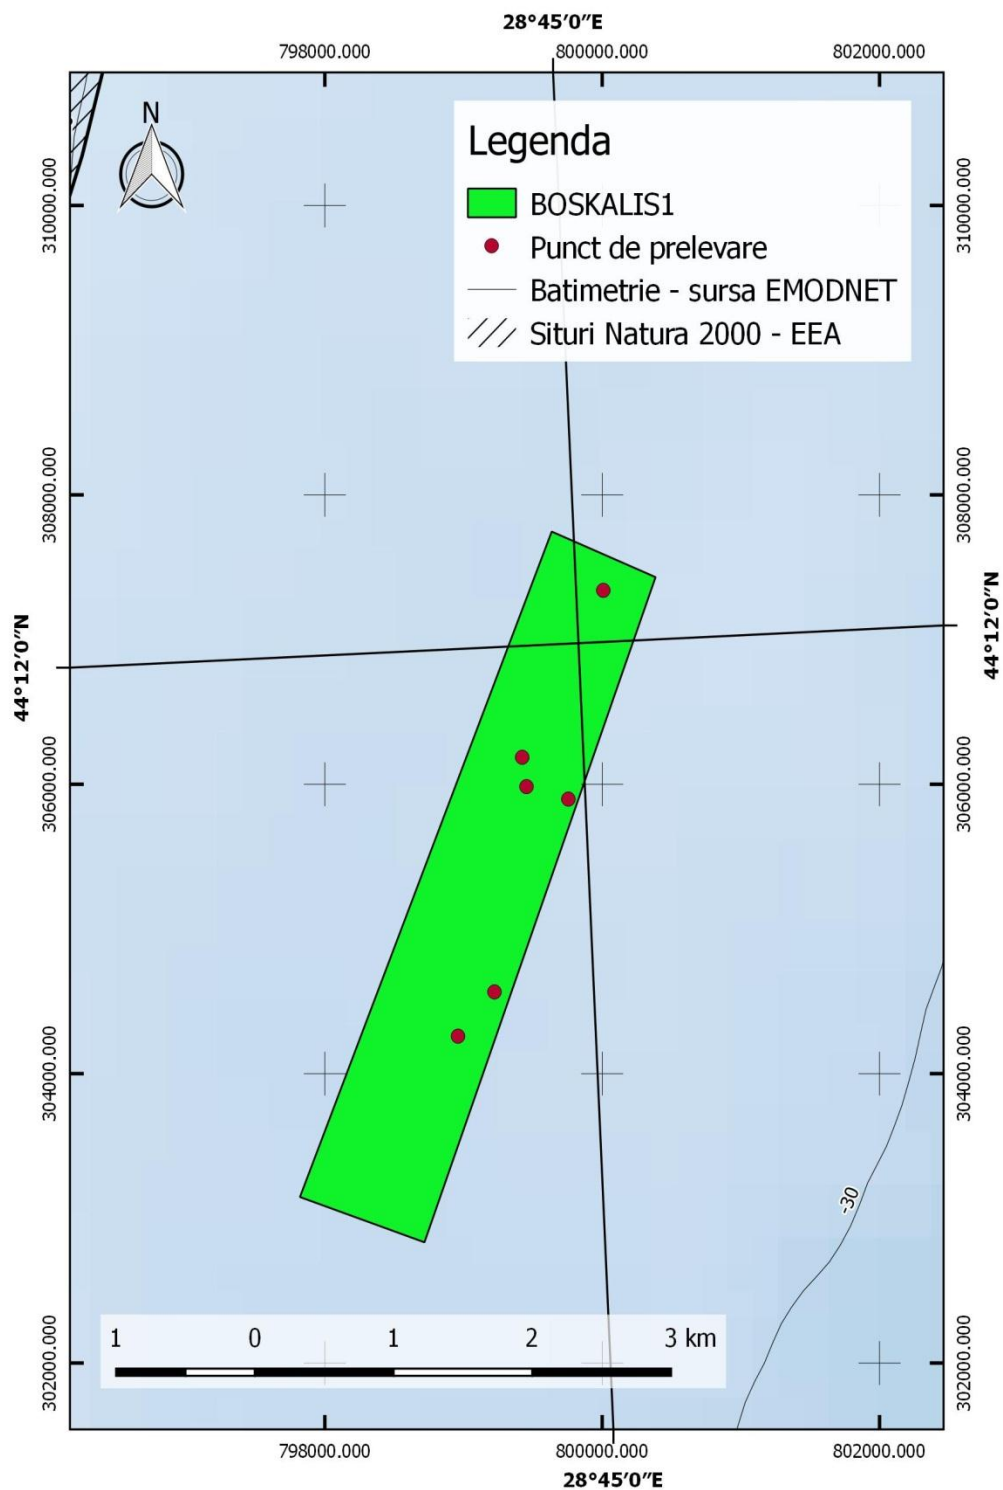 28°45′0″E
798000.000 800000.000 802000.000
N
Legenda
BOSKALIS1
Punct de prelevare
Batimetrie - sursa EMODNET
Situri Natura 2000 - EEA
310000.000 310000.000
308000.000 308000.000
44°12′0″N 44°12′0″N
306000.000 306000.000
304000.000 304000.000
-30
1 0 1 2 3 km
302000.000 302000.000
798000.000 800000.000 802000.000
28°45′0″E